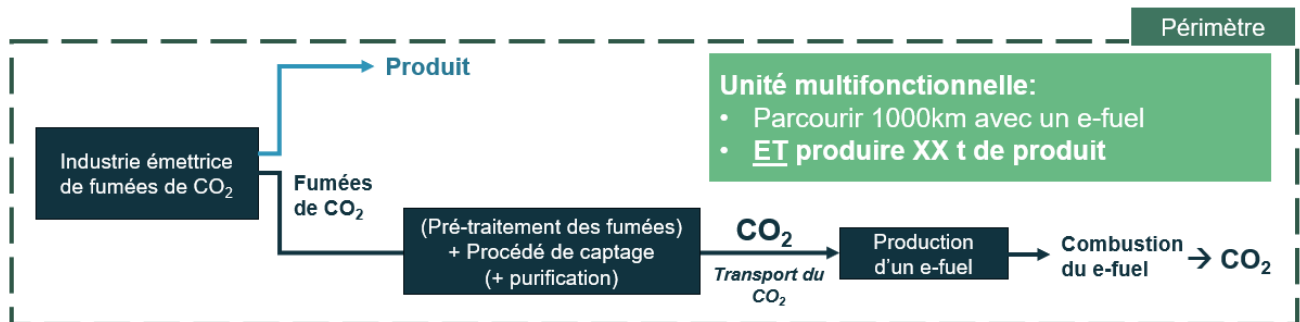 Périmètre
Produit
Unité multifonctionnelle:
• Parcourir 1000km avec un e-fuel
• ET produire XX t de produit
Industrie émettrice
de fumées de CO₂
Fumées
de CO₂
(Pré-traitement des fumées)
+ Procédé de captage
(+ purification)
CO₂
Transport du
CO₂
Production
d'un e-fuel
Combustion
du e-fuel
→ CO₂